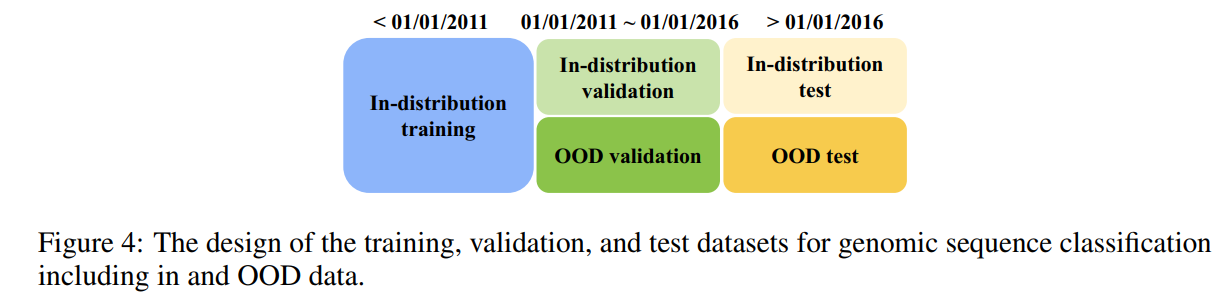 < 01/01/2011
01/01/2011 ~ 01/01/2016
> 01/01/2016
In-distribution
training
In-distribution
validation
In-distribution
test
OOD validation
OOD test
Figure 4: The design of the training, validation, and test datasets for genomic sequence classification
including in and OOD data.